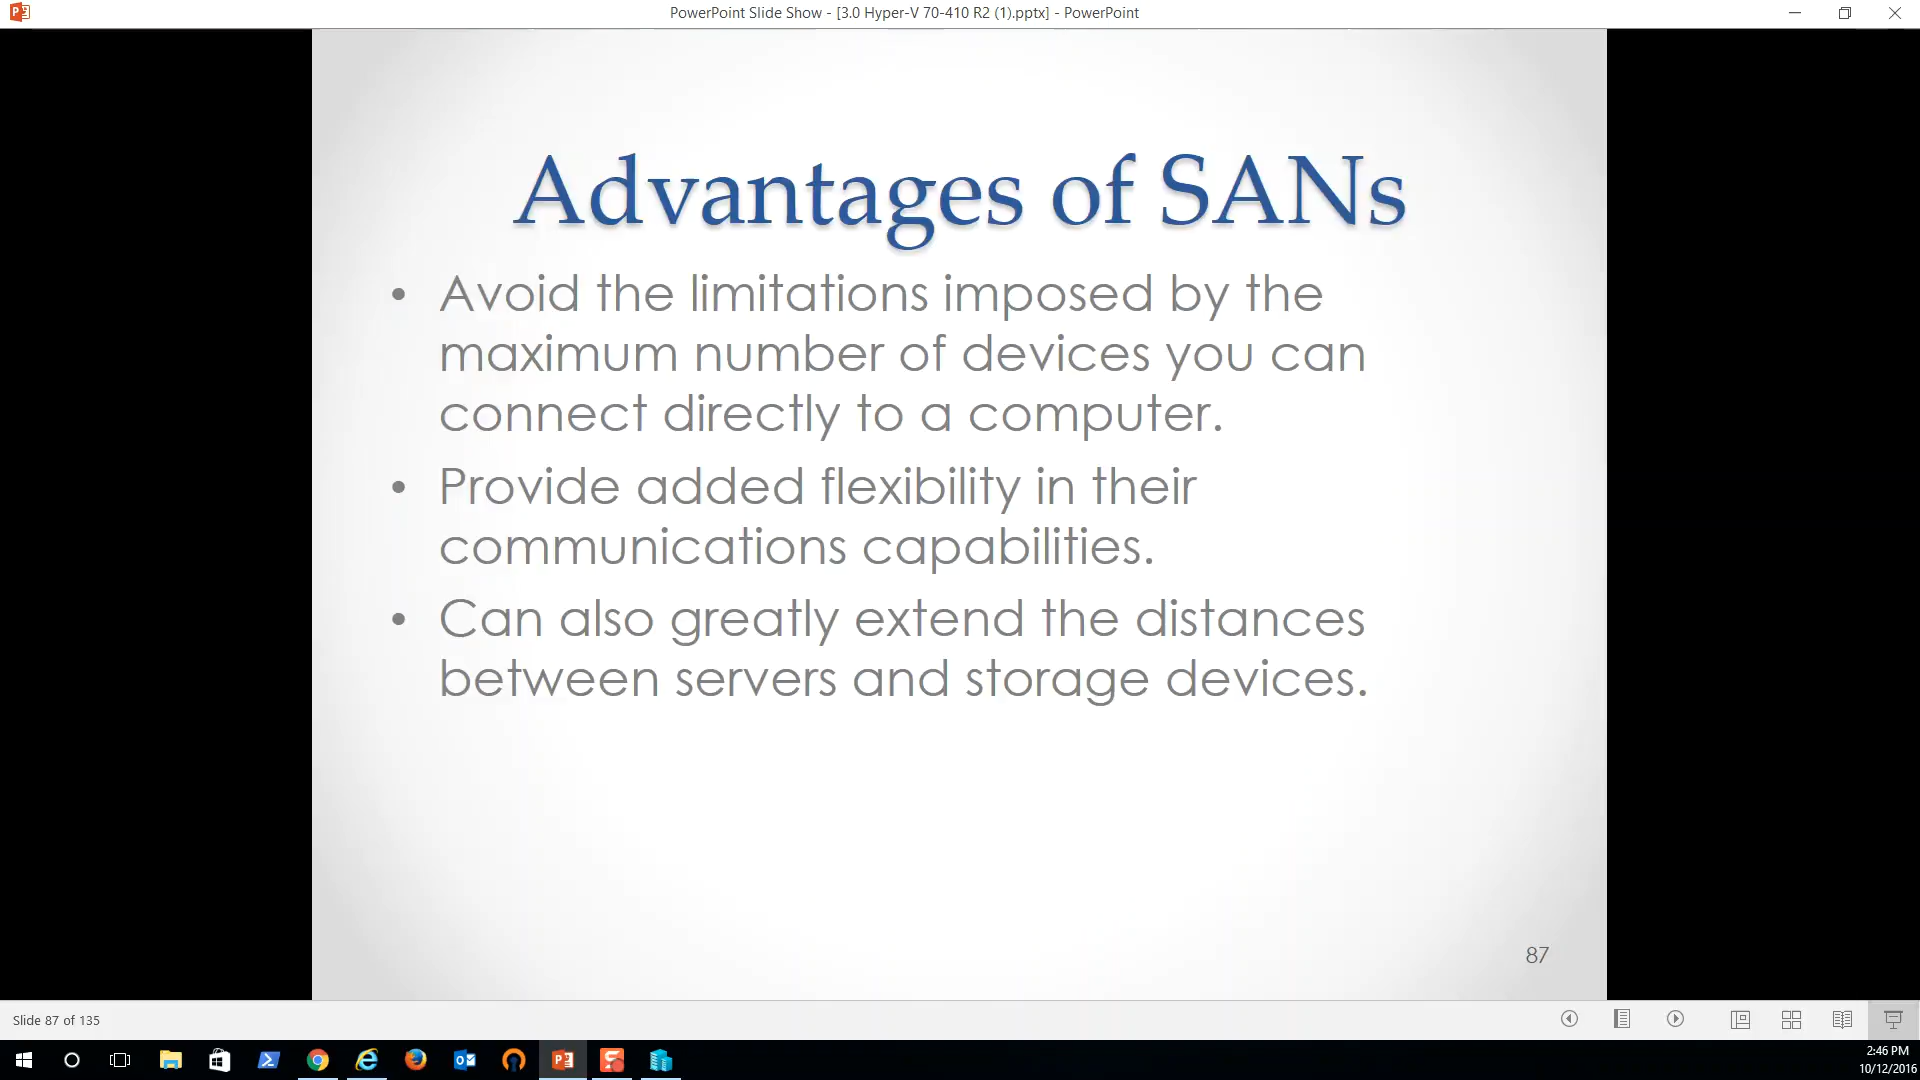 PowerPoint Slide Show - [3.0 Hyper-V 70-410 R2 (1).pptx] - PowerPoint
Advantages of SANs
• Avoid the limitations imposed by the
maximum number of devices you can
connect directly to a computer.
• Provide added flexibility in their
communications capabilities.
• Can also greatly extend the distances
between servers and storage devices.
87
Slide 87 of 135
2:46 PM
10/12/2016